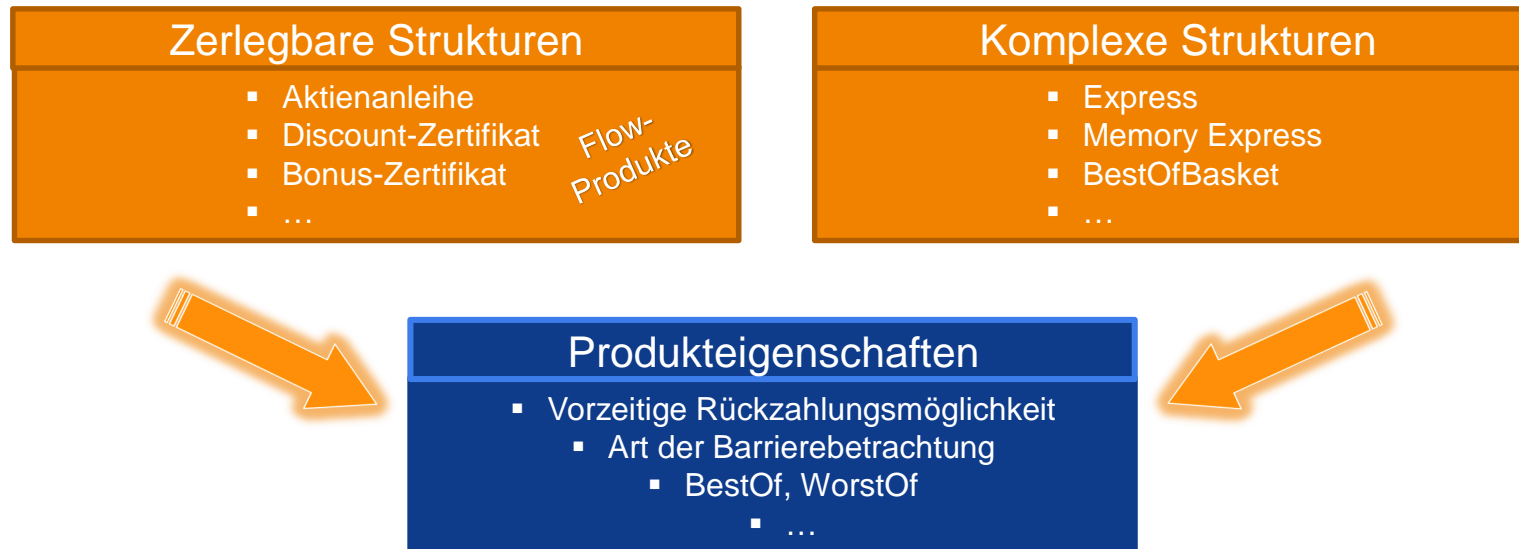 Zerlegbare Strukturen
▪ Aktienanleihe
▪ Discount-Zertifikat
▪ Bonus-Zertifikat
▪ …
Flow-
Produkte
Komplexe Strukturen
▪ Express
▪ Memory Express
▪ BestOfBasket
▪ …
Produkteigenschaften
▪ Vorzeitige Rückzahlungsmöglichkeit
▪ Art der Barrierebetrachtung
▪ BestOf, WorstOf
▪ …